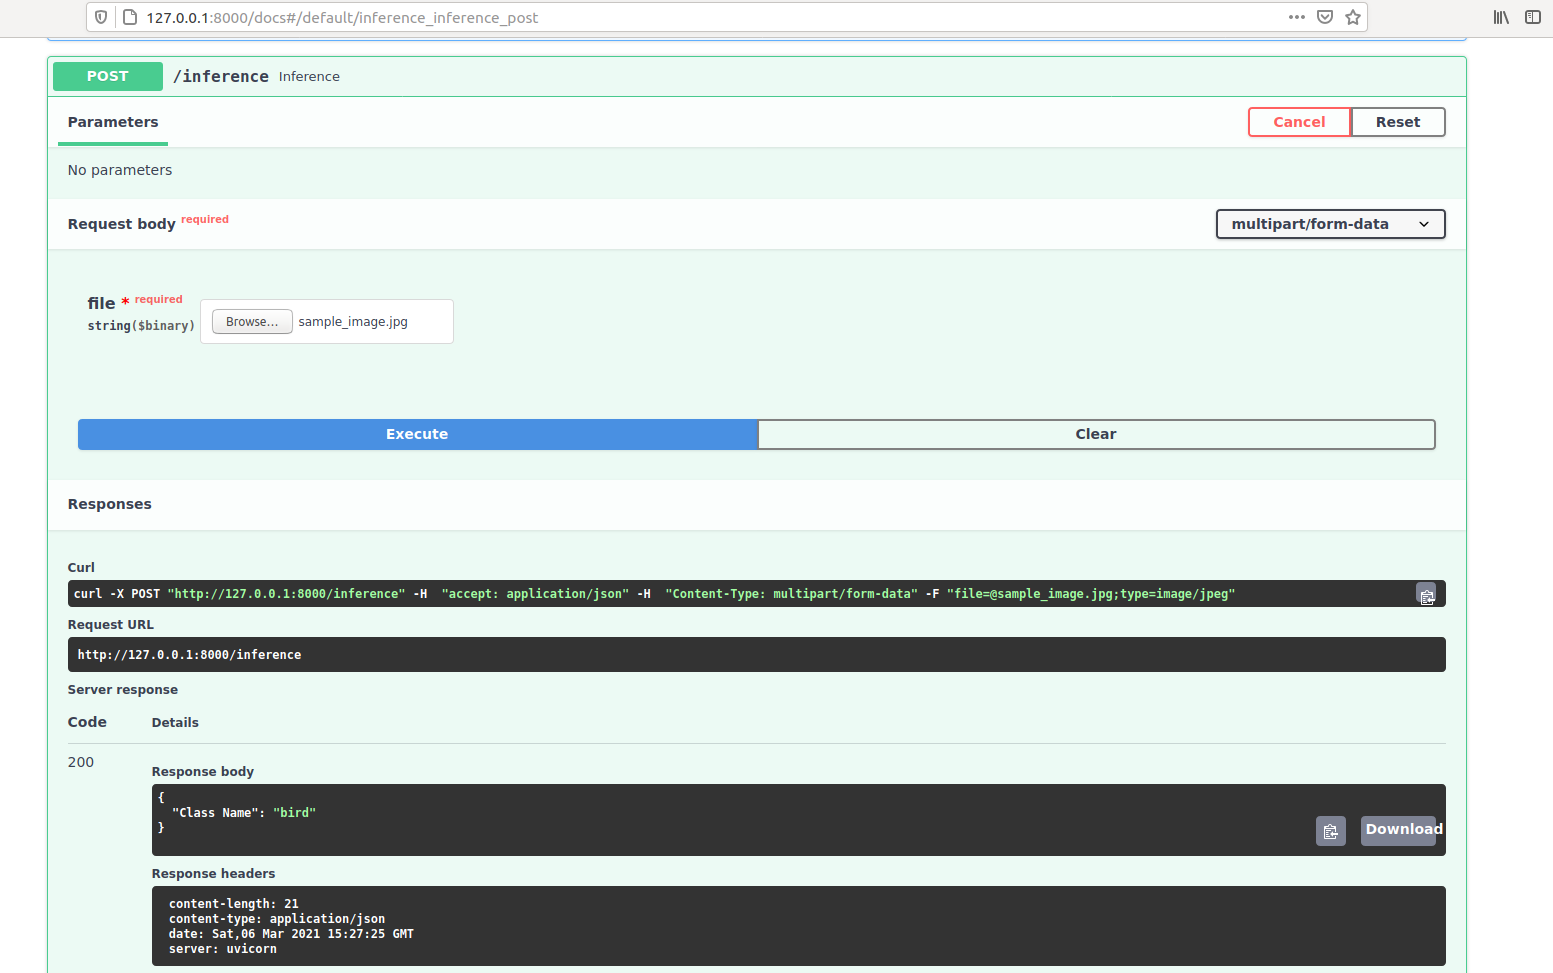 127.0.0.1:8000/docs#/default/inference_inference_post
POST /inference Inference
Parameters
Cancel Reset
No parameters
Request body required
multipart/form-data
file * required
string($binary)
Browse... sample_image.jpg
Execute Clear
Responses
Curl
curl -X POST "http://127.0.0.1:8000/inference" -H  "accept: application/json" -H  "Content-Type: multipart/form-data" -F "file=@sample_image.jpg;type=image/jpeg"
Request URL
http://127.0.0.1:8000/inference
Server response
Code Details
200
Response body
{
  "Class Name": "bird"
}
Download
Response headers
content-length: 21
content-type: application/json
date: Sat,06 Mar 2021 15:27:25 GMT
server: uvicorn